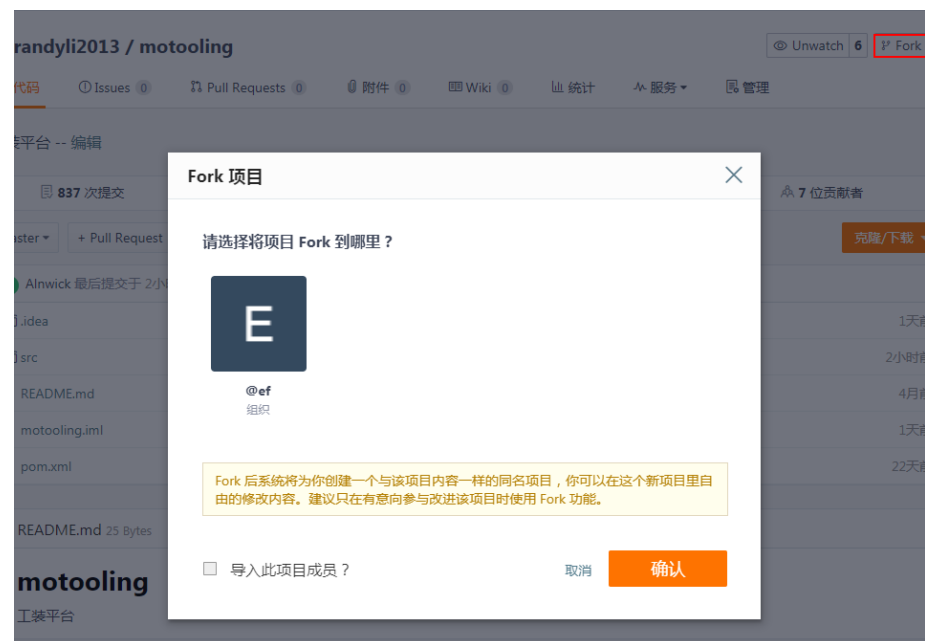 randyli2013 / motooling
Unwatch 6 Fork
代码 Issues 0 Pull Requests 0 附件 0 Wiki 0 统计 服务 管理
平台 -- 编辑
837 次提交 7 位贡献者
+ Pull Request 克隆/下载
Fork 项目
请选择将项目 Fork 到哪里？
E
@ef
组织
Alnwick 最后提交于 2小
.idea 1天前
src 2小时前
README.md 4月前
motooling.iml 1天前
pom.xml 22天前
Fork 后系统将为你创建一个与该项目内容一样的同名项目，你可以在这个新项目里自
由的修改内容。建议只在有意向参与改进该项目时使用 Fork 功能。
README.md 25 Bytes
导入此项目成员？
取消 确认
motooling
工装平台